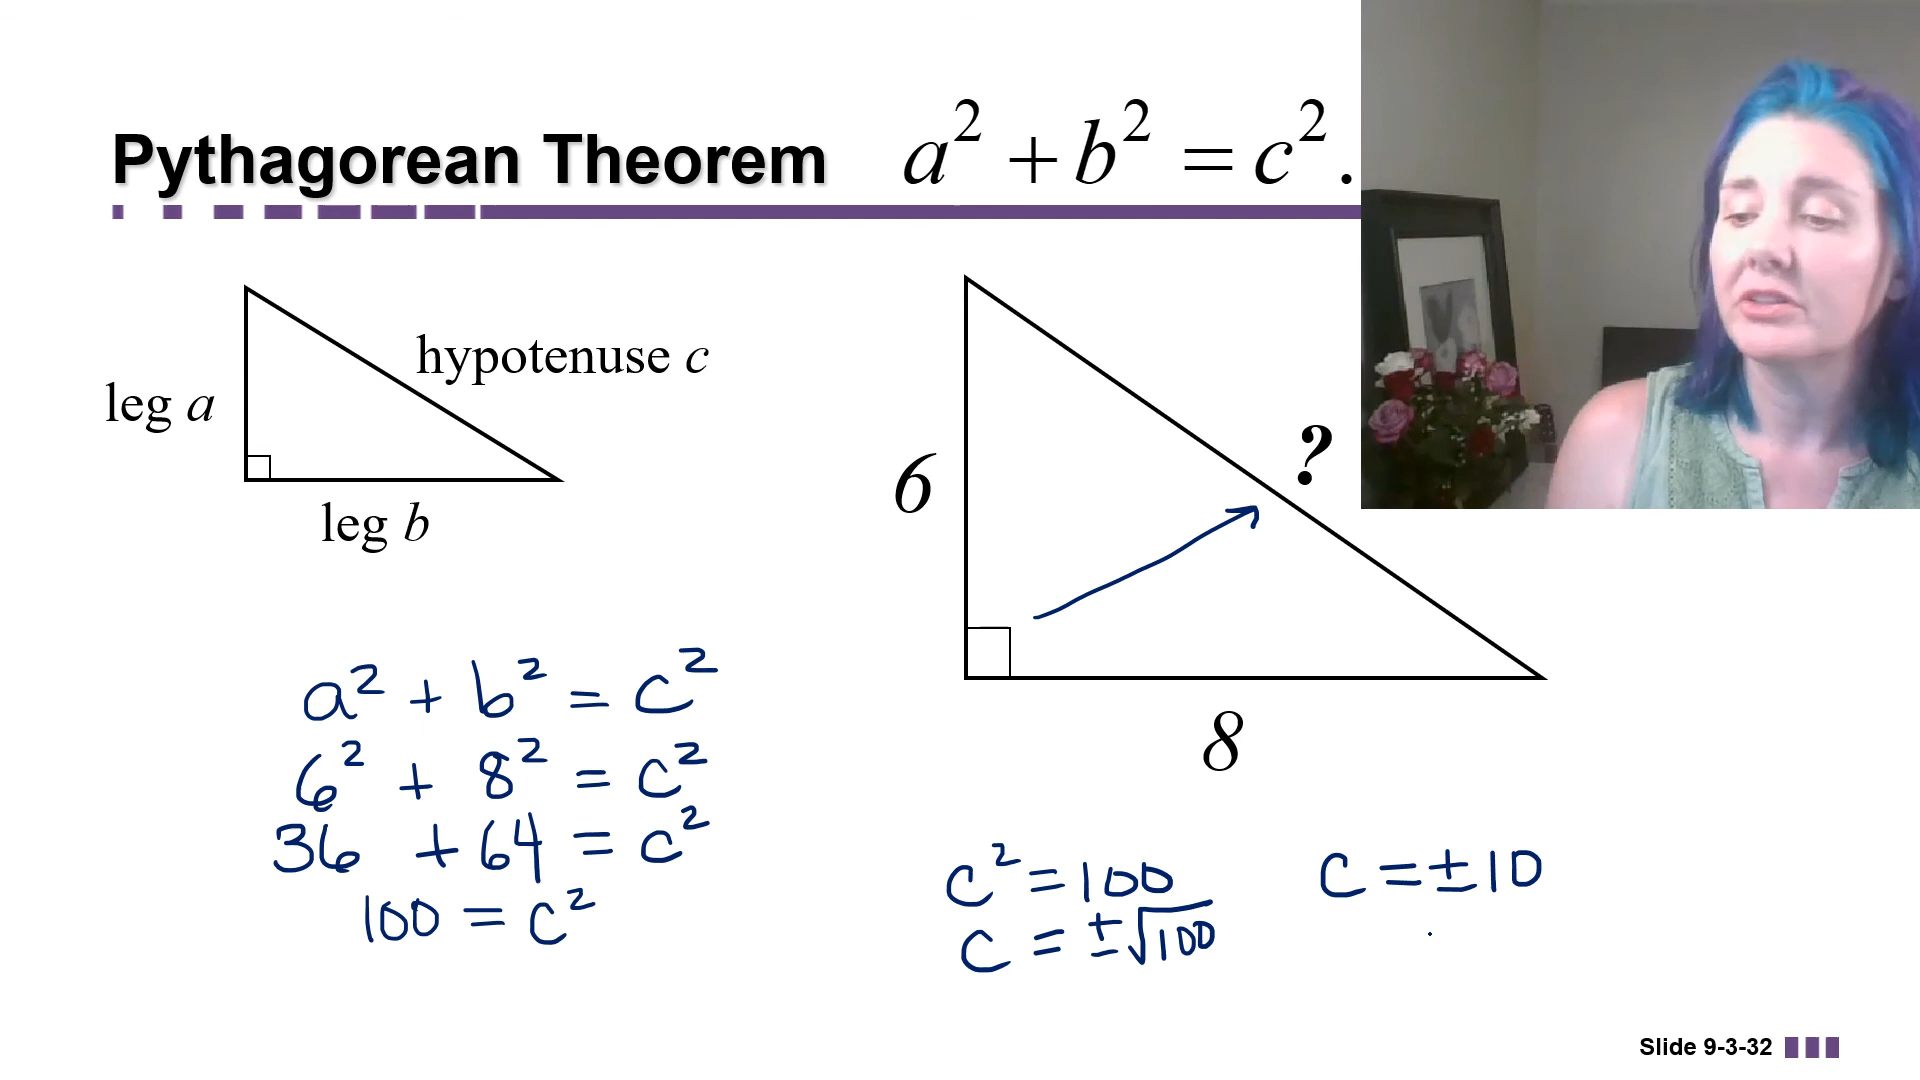 Pythagorean Theorem a² + b² = c².
leg a
hypotenuse c
leg b
6
?
8
a² + b² = c²
6² + 8² = c²
36 + 64 = c²
100 = c²
c² = 100
c = ±√100
c = ±10
Slide 9-3-32